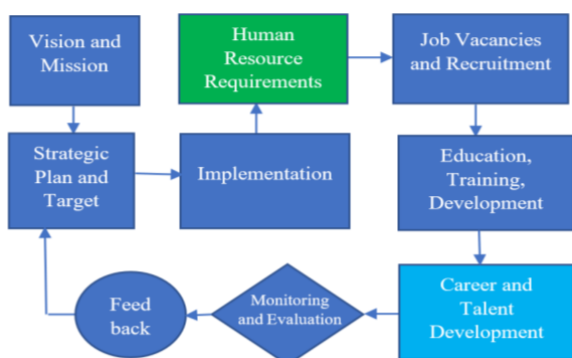 Vision and
Mission
Human
Resource
Requirements
Job Vacancies
and Recruitment
Strategic
Plan and
Target
Implementation
Education,
Training,
Development
Career and
Talent
Development
Monitoring
and Evaluation
Feed
back